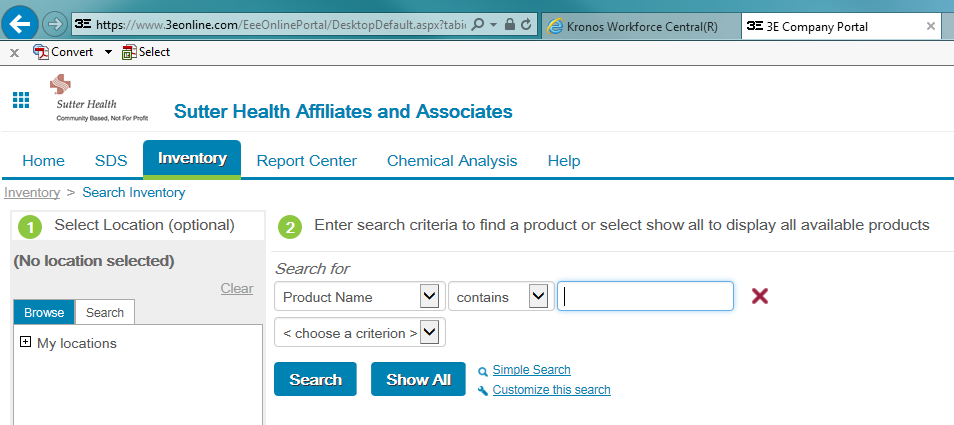 3E https://www.3eonline.com/EeeOnlinePortal/DesktopDefault.aspx?tabi
Kronos Workforce Central(R)
3E 3E Company Portal
x Convert Select
Sutter Health
Community Based, Not For Profit
Sutter Health Affiliates and Associates
Home SDS Inventory Report Center Chemical Analysis Help
Inventory > Search Inventory
1 Select Location (optional)
2 Enter search criteria to find a product or select show all to display all available products
(No location selected)
Clear
Browse Search
My locations
Search for
Product Name contains
< choose a criterion >
Search Show All
Simple Search
Customize this search